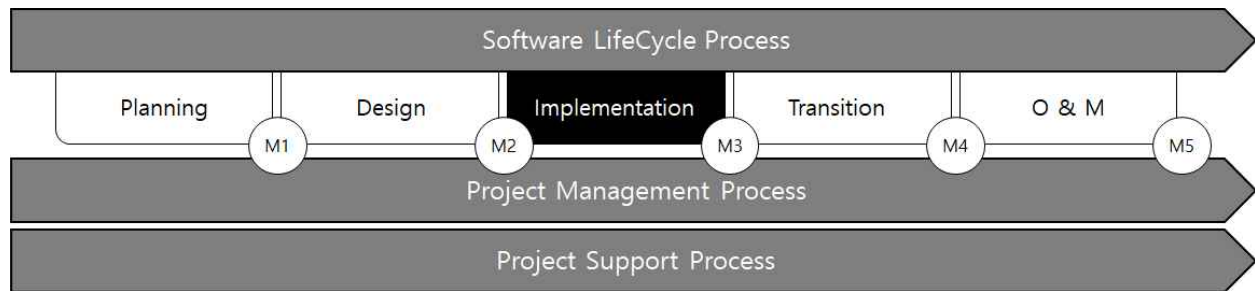 Software LifeCycle Process
Planning Design Implementation Transition O & M
M1 M2 M3 M4 M5
Project Management Process
Project Support Process